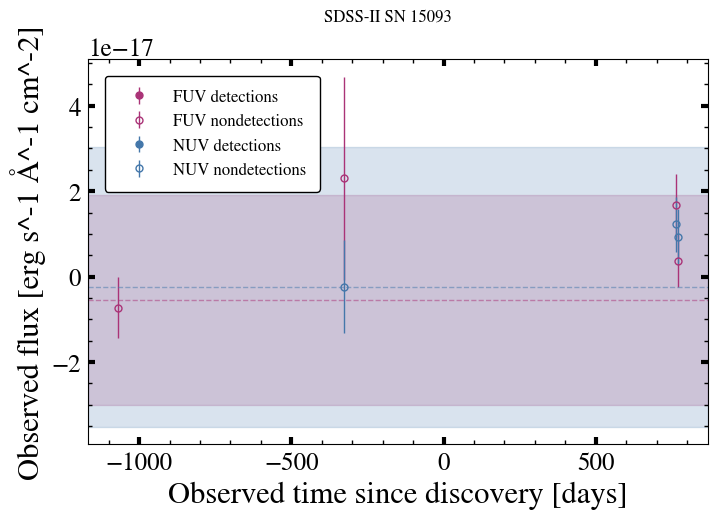 SDSS-II SN 15093
1e−17
FUV detections
FUV nondetections
NUV detections
NUV nondetections
4
2
0
−2
Observed flux [erg s^-1 Å^-1 cm^-2]
−1000
−500
0
500
Observed time since discovery [days]